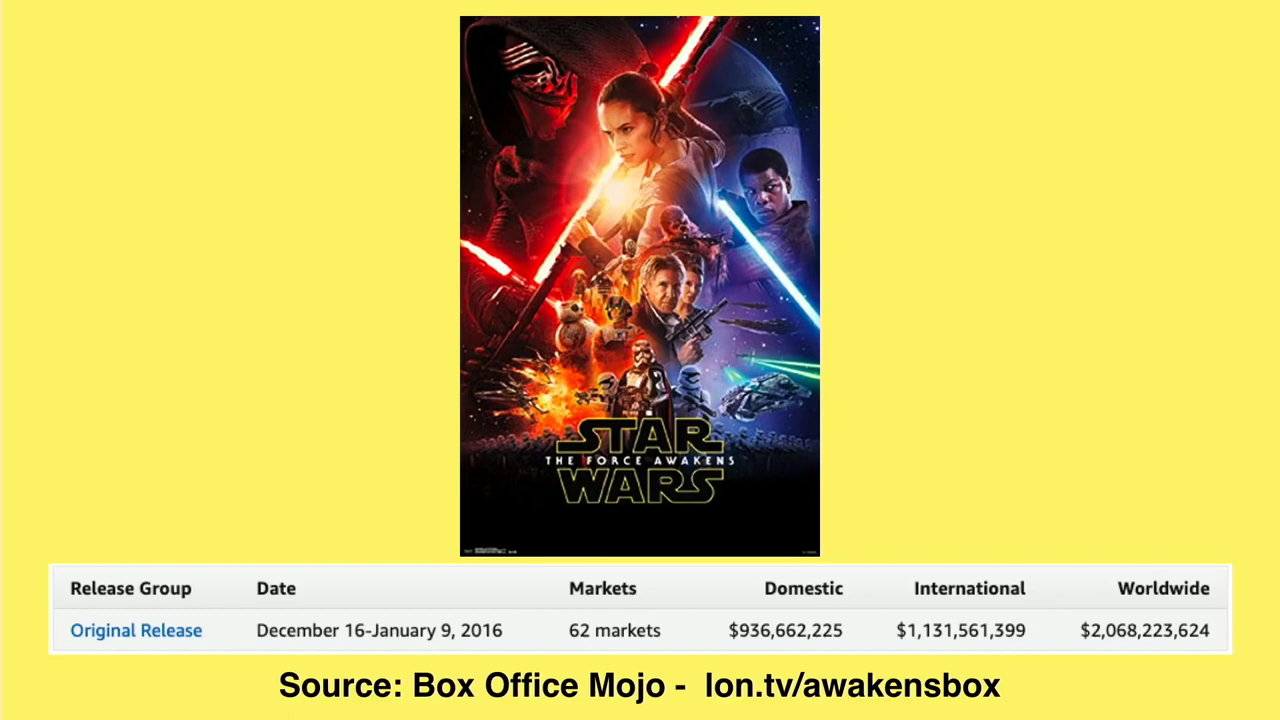 STAR
THE FORCE AWAKENS
WARS
Release Group Date Markets Domestic International Worldwide
Original Release December 16-January 9, 2016 62 markets $936,662,225 $1,131,561,399 $2,068,223,624
Source: Box Office Mojo - lon.tv/awakensbox